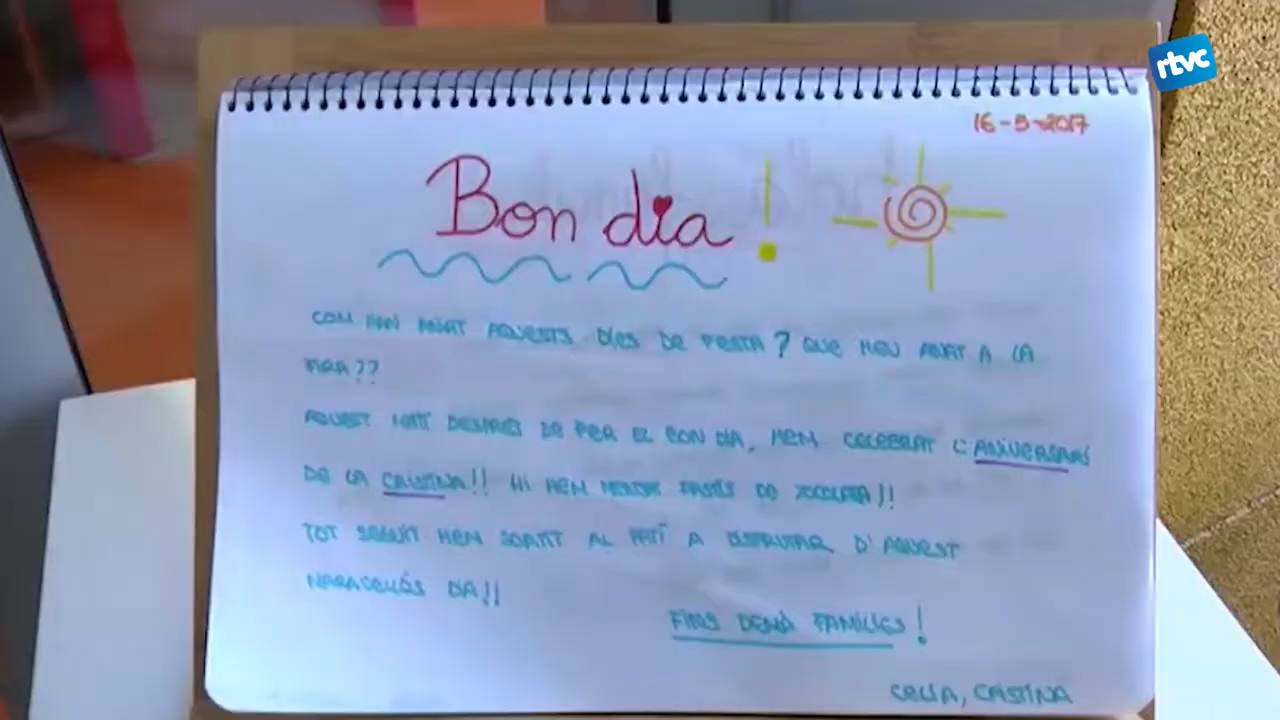 rtvc
16-5-2017
Bon dia!
COM HAN ANAT AQUESTS DIES DE FESTA? QUE HEU ANAT A LA
FIRA??
AQUEST MATÍ DESPRÉS DE FER EL BON DIA, HEM CELEBRAT L'ANIVERSARI
DE LA CRISTINA!! HI HEM MENJAT PASTÍS DE XOCOLATA!!
TOT SEGUIT HEM SORTIT AL PATÍ A DISFRUTAR D'AQUEST
MARAVELLÓS DIA!!
FINS DEMÀ FAMÍLIES!
CELIA, CRISTINA